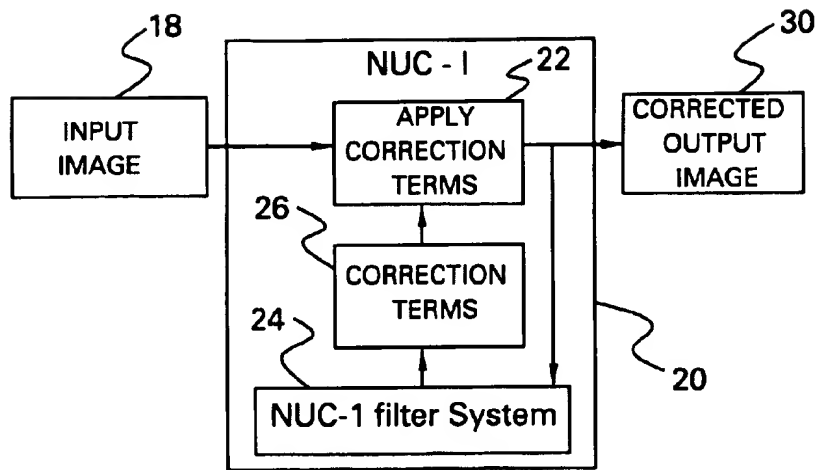 18
INPUT
IMAGE
NUC - I
22
APPLY
CORRECTION
TERMS
30
CORRECTED
OUTPUT
IMAGE
26
CORRECTION
TERMS
24
NUC-1 filter System
20